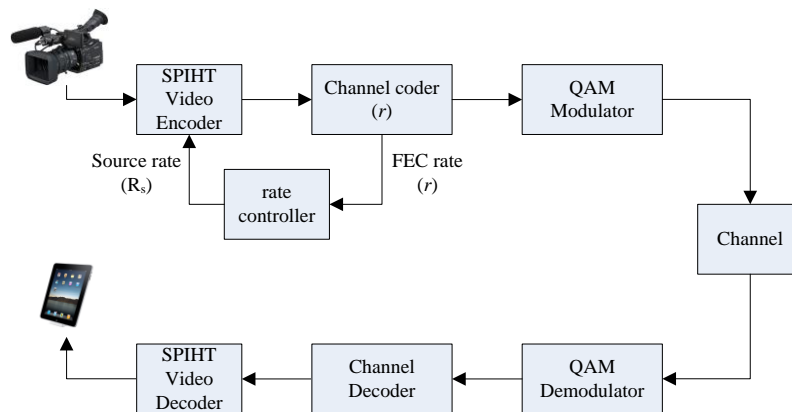 SPIHT
Video
Encoder
Channel coder
(r)
QAM
Modulator
Source rate
(Rₛ)
FEC rate
(r)
rate
controller
Channel
SPIHT
Video
Decoder
Channel
Decoder
QAM
Demodulator